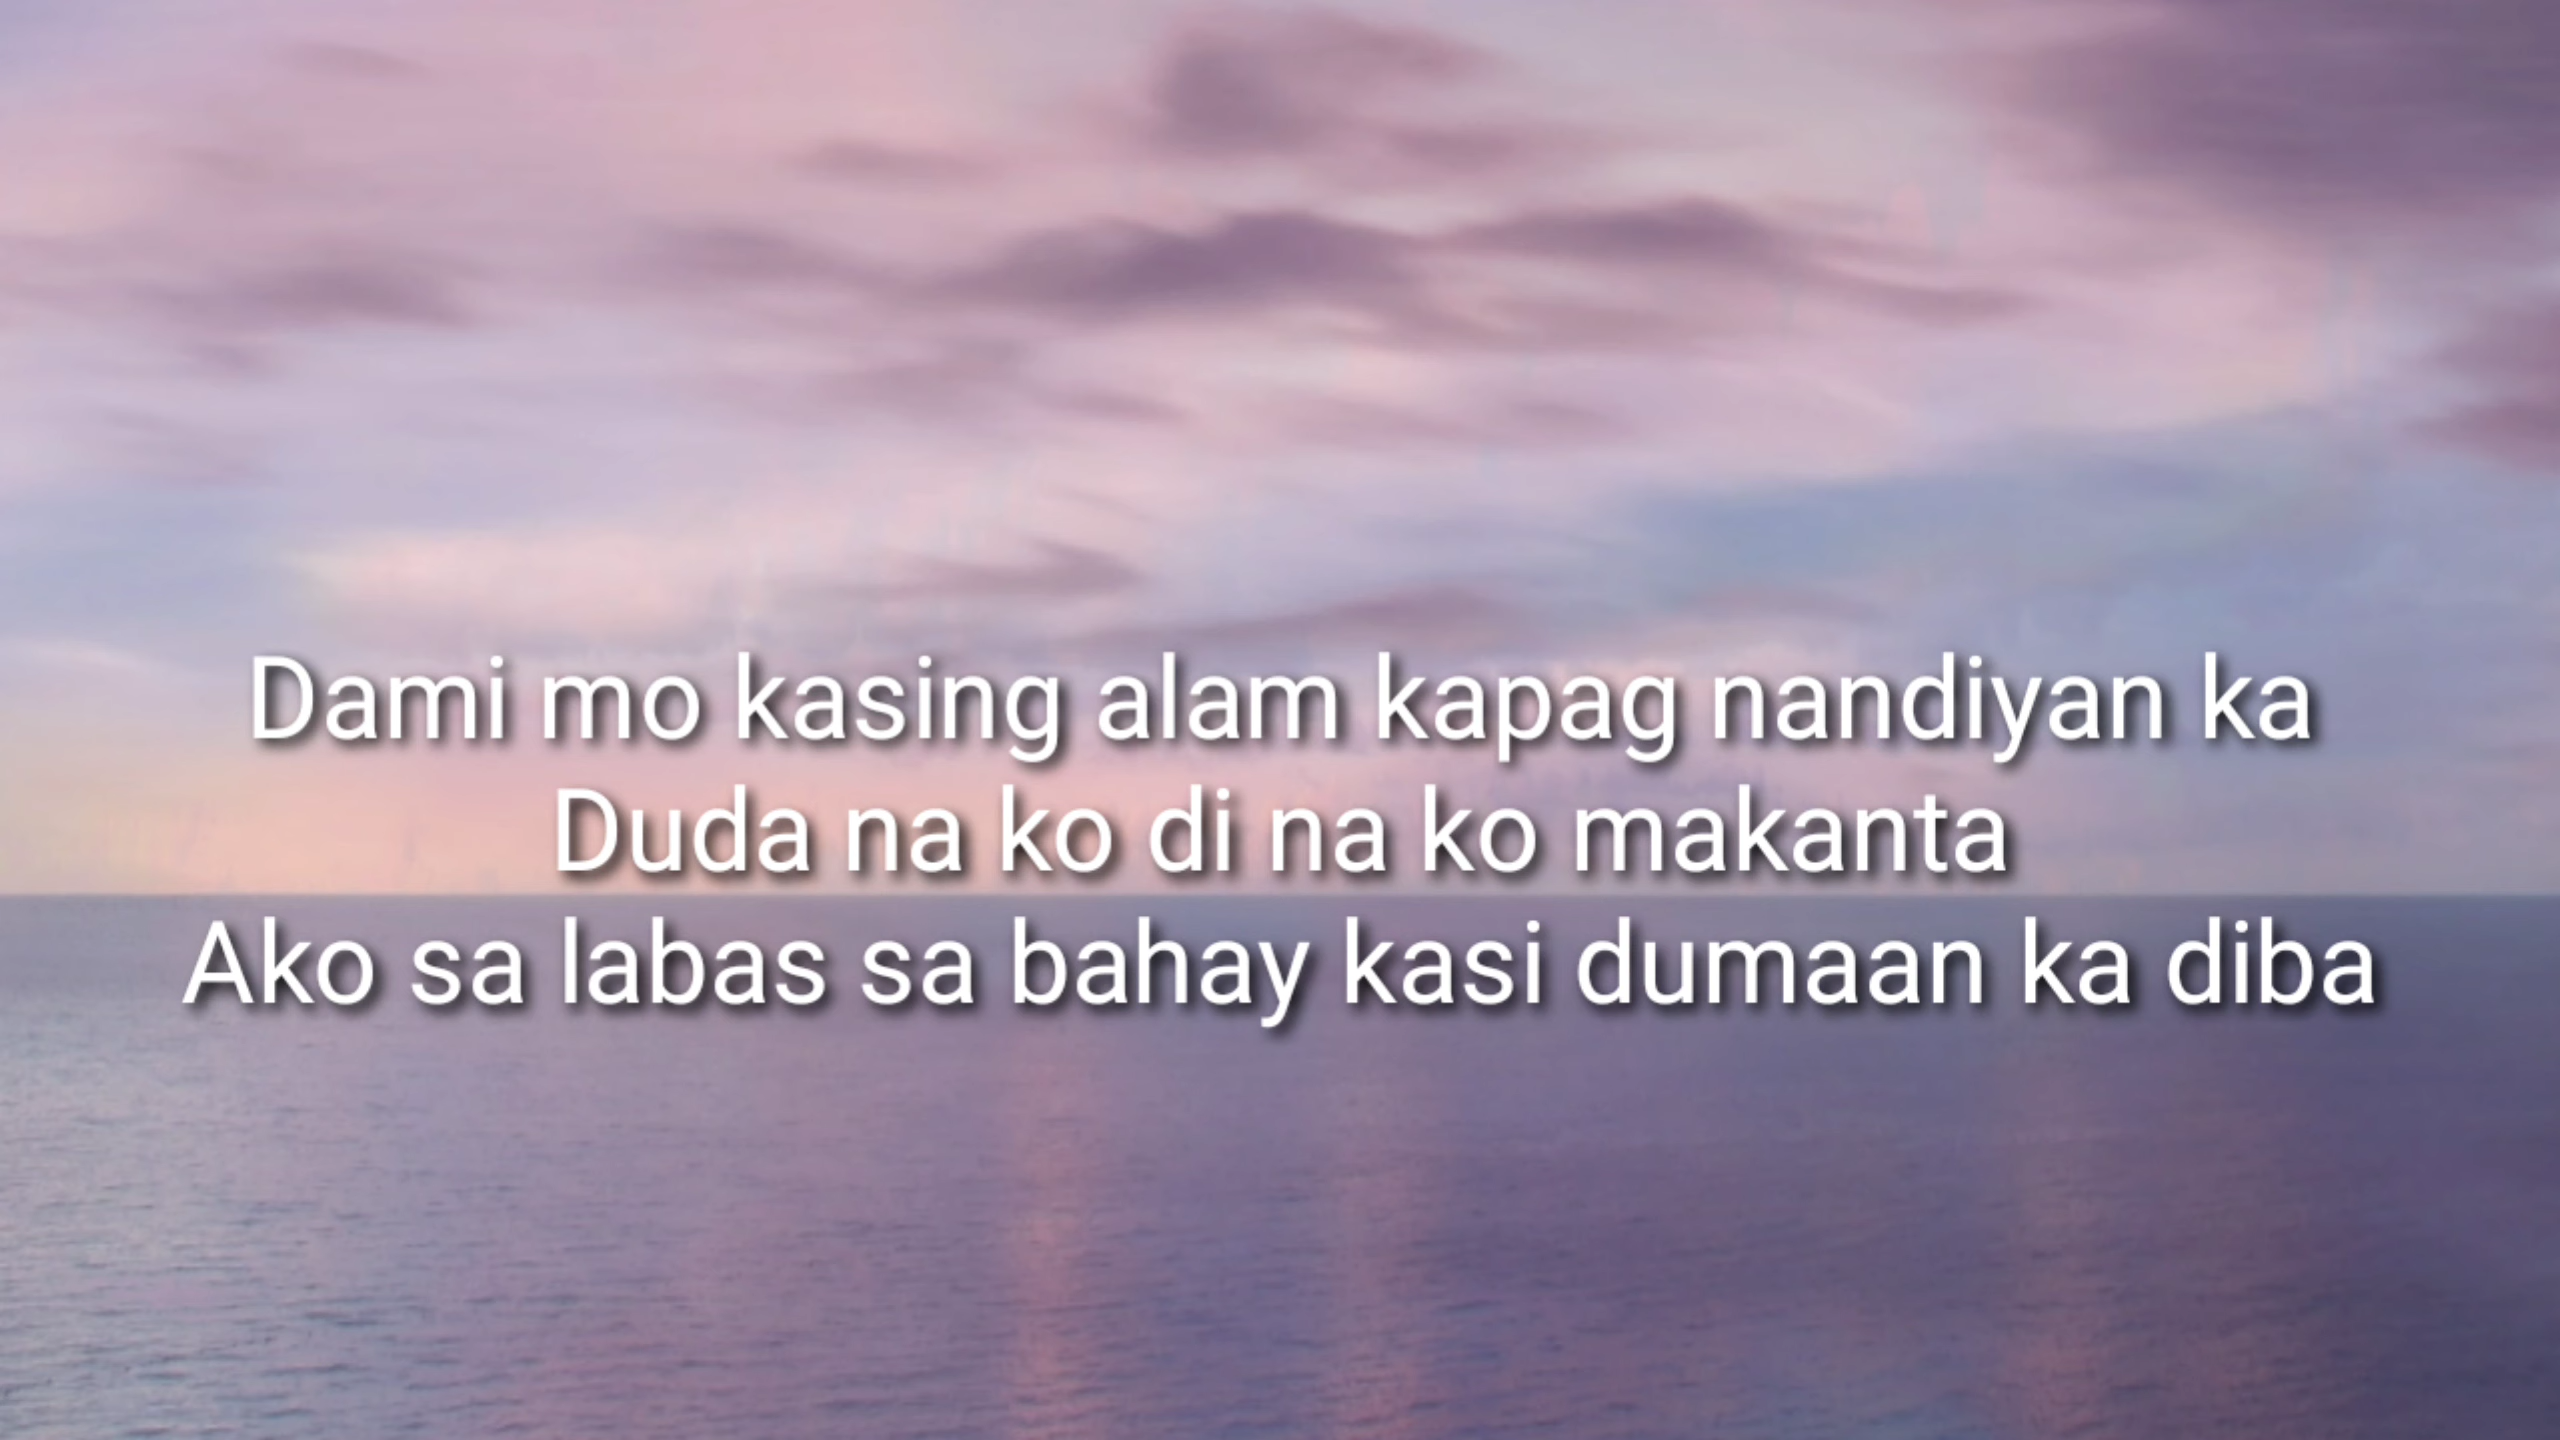 Dami mo kasing alam kapag nandiyan ka
Duda na ko di na ko makanta
Ako sa labas sa bahay kasi dumaan ka diba